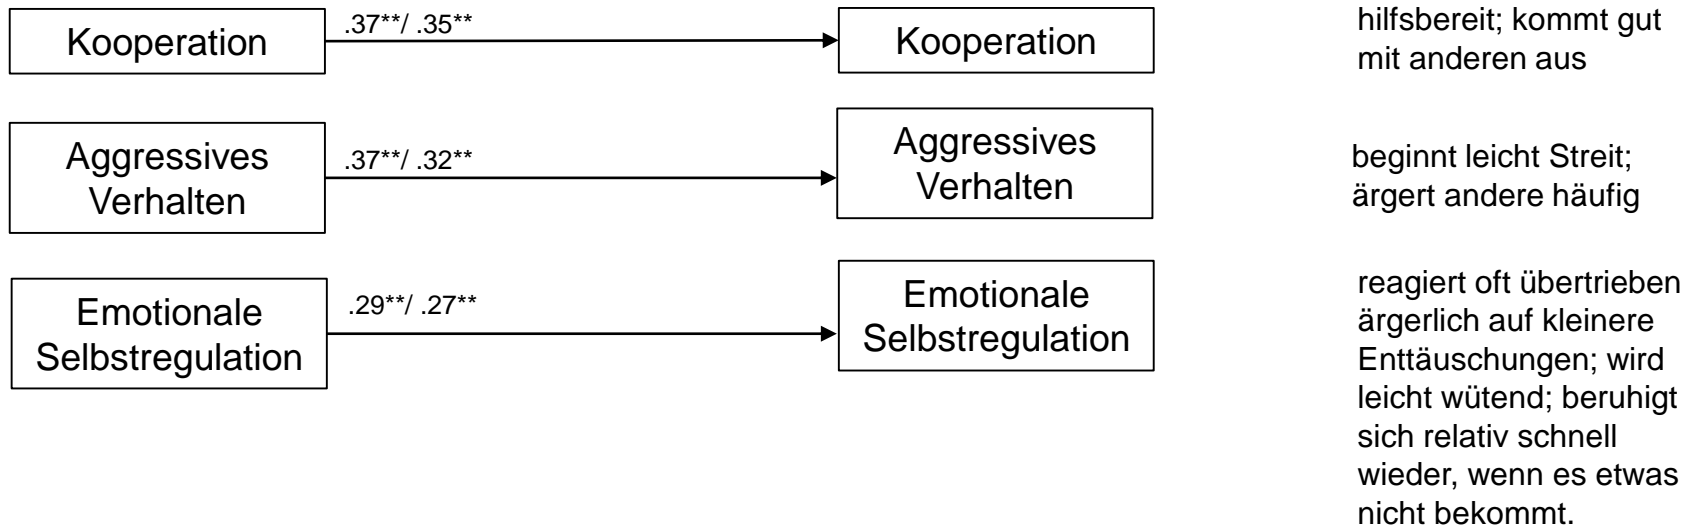 Kooperation
.37**/ .35**
Kooperation
hilfsbereit; kommt gut
mit anderen aus
Aggressives
Verhalten
.37**/ .32**
Aggressives
Verhalten
beginnt leicht Streit;
ärgert andere häufig
Emotionale
Selbstregulation
.29**/ .27**
Emotionale
Selbstregulation
reagiert oft übertrieben
ärgerlich auf kleinere
Enttäuschungen; wird
leicht wütend; beruhigt
sich relativ schnell
wieder, wenn es etwas
nicht bekommt.